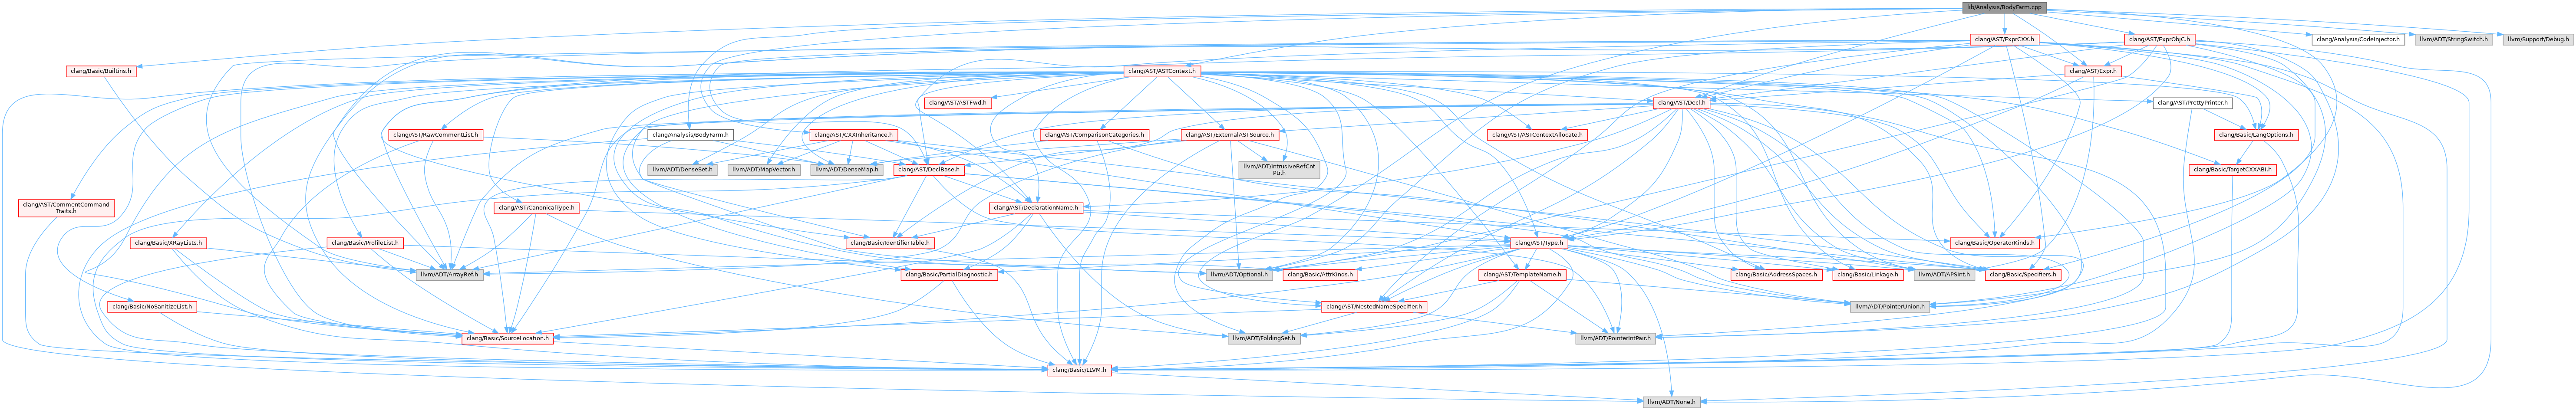 lib/Analysis/BodyFarm.cpp
clang/AST/ExprCXX.h
clang/AST/ExprObjC.h
clang/Analysis/CodeInjector.h
llvm/ADT/StringSwitch.h
llvm/Support/Debug.h
clang/Basic/Builtins.h
clang/AST/ASTContext.h
clang/AST/Expr.h
clang/AST/ASTFwd.h
clang/AST/Decl.h
clang/AST/PrettyPrinter.h
clang/AST/RawCommentList.h
clang/Analysis/BodyFarm.h
clang/AST/CXXInheritance.h
clang/AST/ComparisonCategories.h
clang/AST/ExternalASTSource.h
clang/AST/ASTContextAllocate.h
clang/Basic/LangOptions.h
llvm/ADT/DenseSet.h
llvm/ADT/MapVector.h
llvm/ADT/DenseMap.h
clang/AST/DeclBase.h
llvm/ADT/IntrusiveRefCnt
Ptr.h
clang/Basic/TargetCXXABI.h
clang/AST/CommentCommand
Traits.h
clang/AST/CanonicalType.h
clang/AST/DeclarationName.h
clang/Basic/XRayLists.h
clang/Basic/ProfileList.h
clang/Basic/IdentifierTable.h
clang/AST/Type.h
clang/Basic/OperatorKinds.h
llvm/ADT/ArrayRef.h
clang/Basic/PartialDiagnostic.h
llvm/ADT/Optional.h
clang/Basic/AttrKinds.h
clang/AST/TemplateName.h
clang/Basic/AddressSpaces.h
clang/Basic/Linkage.h
llvm/ADT/APSInt.h
clang/Basic/Specifiers.h
clang/Basic/NoSanitizeList.h
clang/AST/NestedNameSpecifier.h
llvm/ADT/PointerUnion.h
clang/Basic/SourceLocation.h
llvm/ADT/FoldingSet.h
llvm/ADT/PointerIntPair.h
clang/Basic/LLVM.h
llvm/ADT/None.h